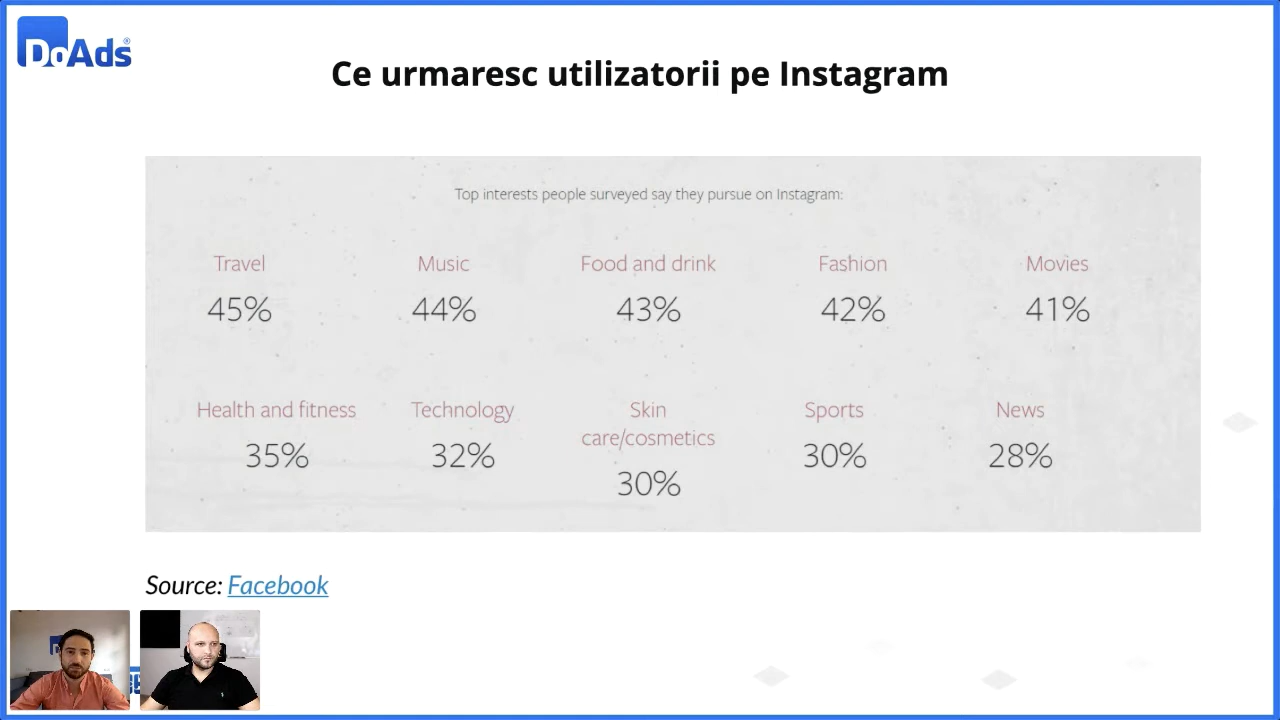 DoAds®
Ce urmaresc utilizatorii pe Instagram
Top interests people surveyed say they pursue on Instagram:
Travel
45%
Music
44%
Food and drink
43%
Fashion
42%
Movies
41%
Health and fitness
35%
Technology
32%
Skin
care/cosmetics
30%
Sports
30%
News
28%
Source: Facebook